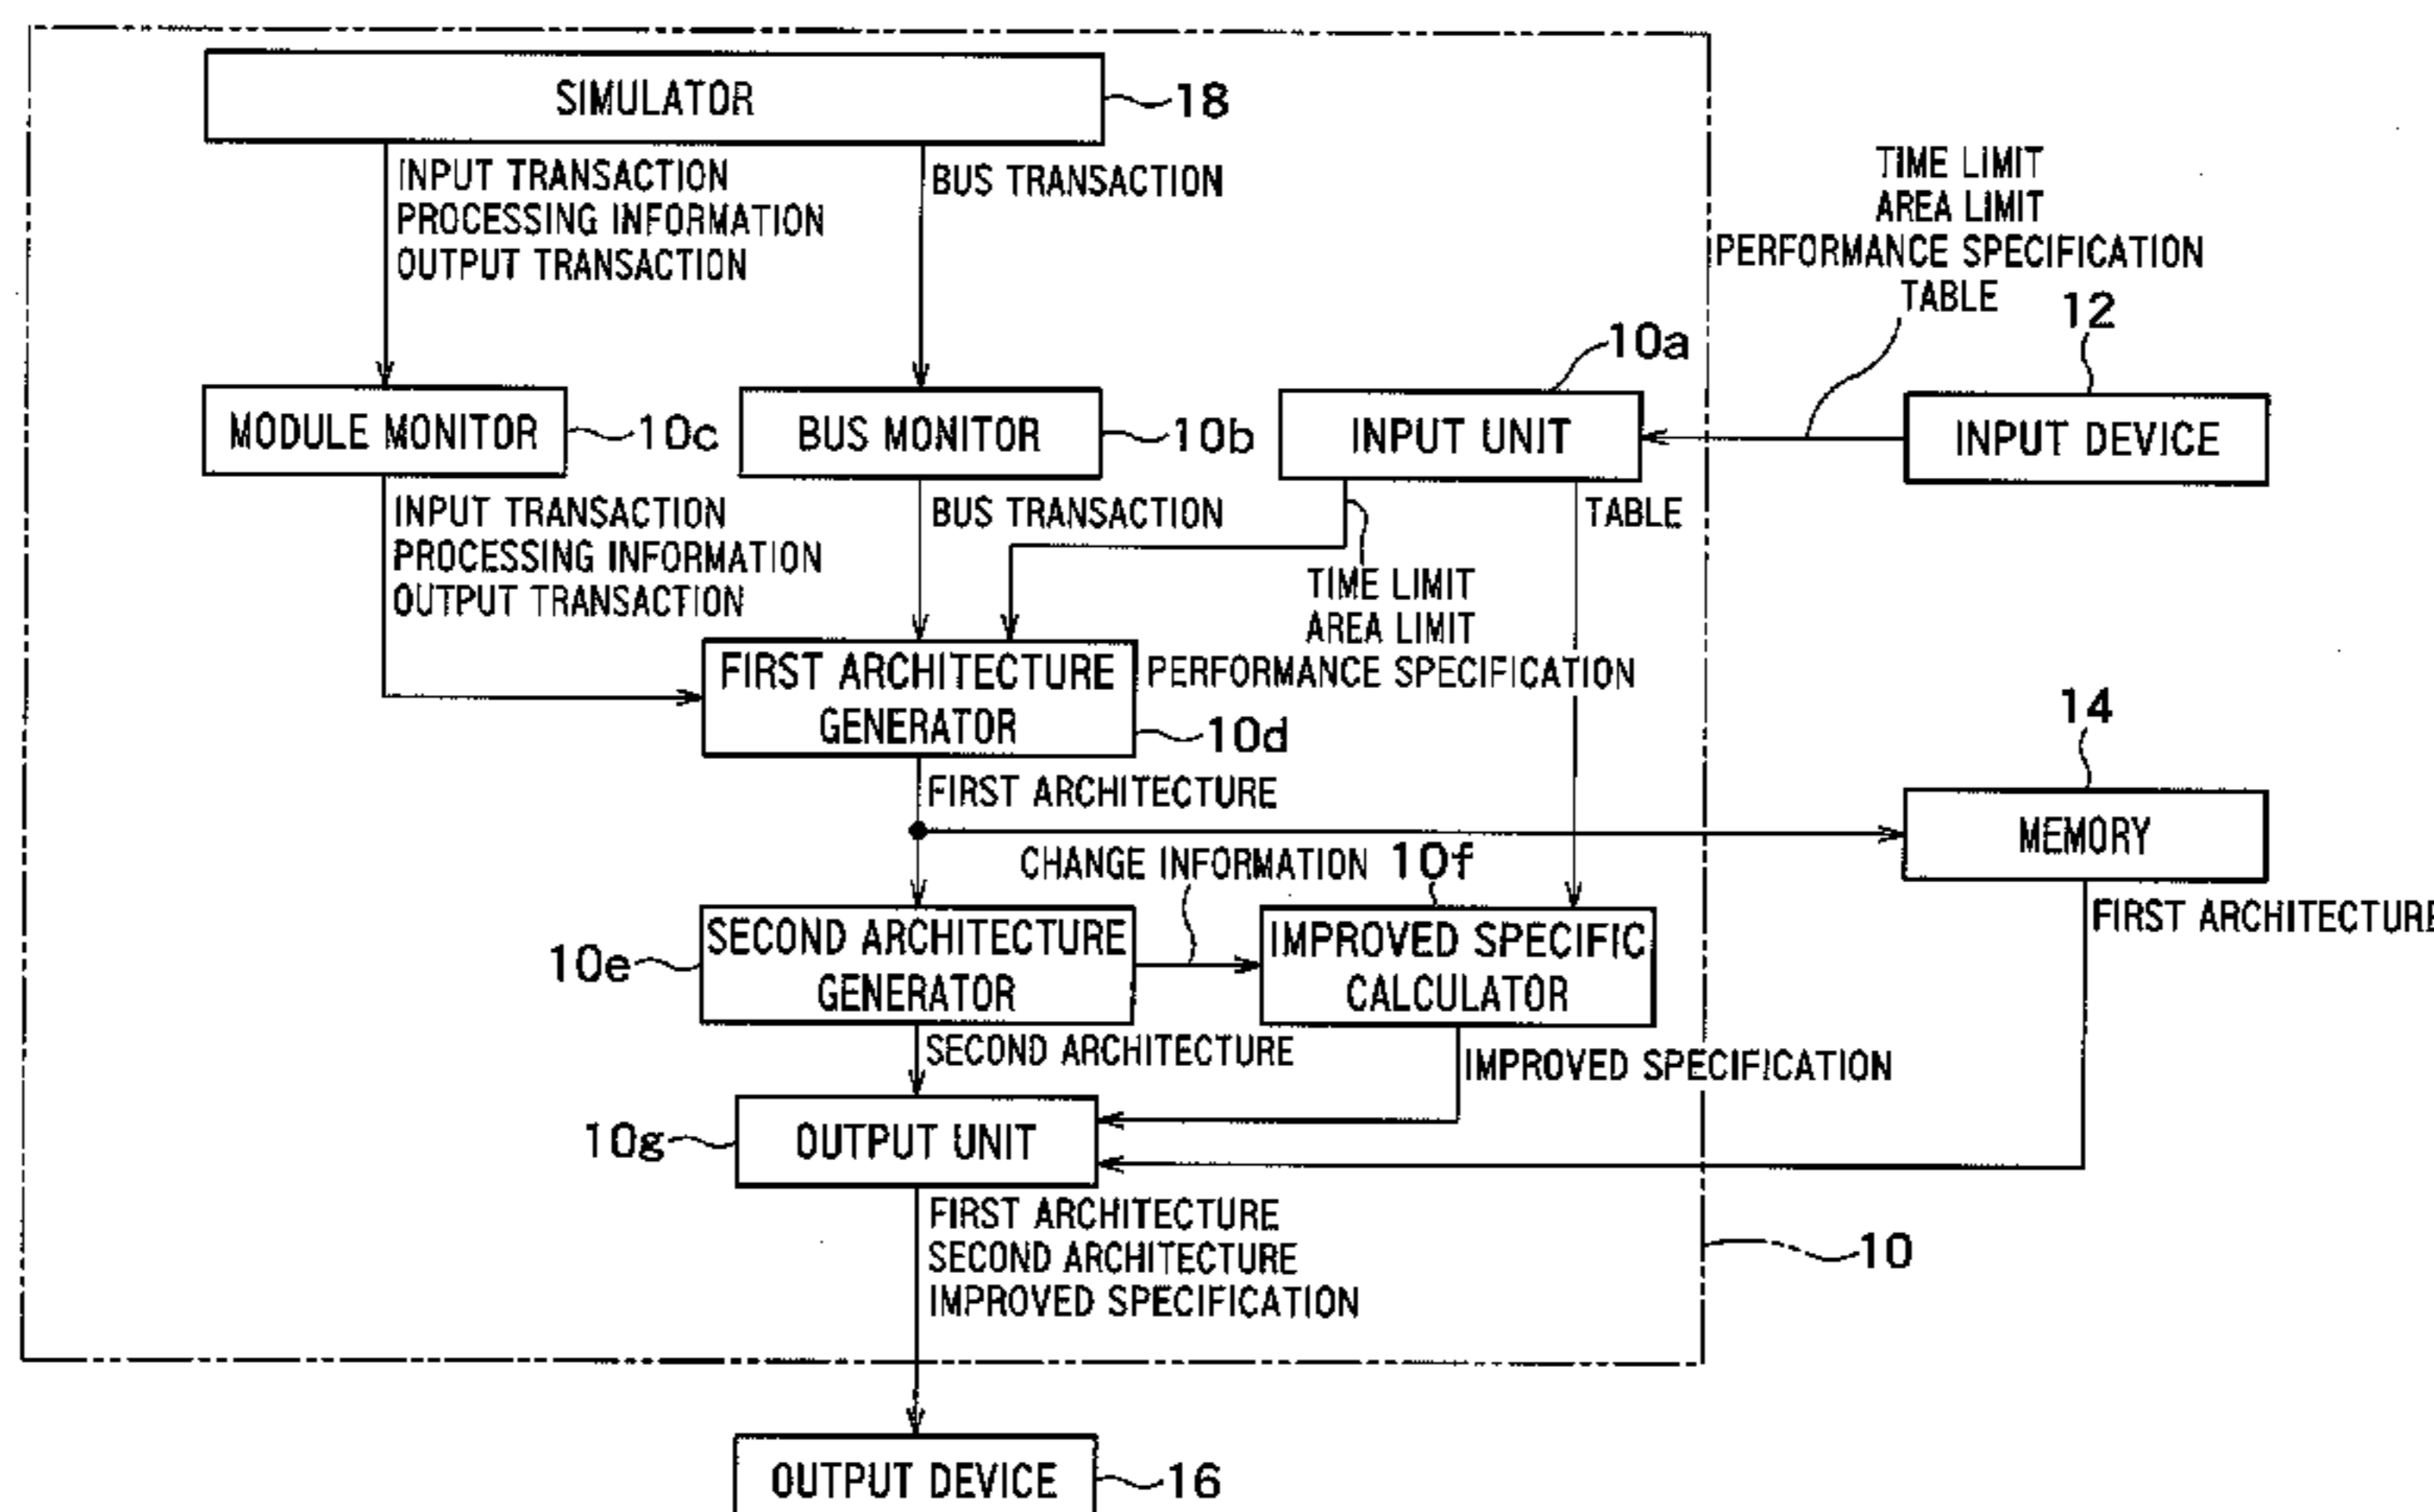 SIMULATOR
18
INPUT TRANSACTION
PROCESSING INFORMATION
OUTPUT TRANSACTION
BUS TRANSACTION
TIME LIMIT
AREA LIMIT
PERFORMANCE SPECIFICATION
TABLE
12
10a
MODULE MONITOR
10c
BUS MONITOR
10b
INPUT UNIT
INPUT DEVICE
INPUT TRANSACTION
PROCESSING INFORMATION
OUTPUT TRANSACTION
BUS TRANSACTION
TABLE
TIME LIMIT
AREA LIMIT
PERFORMANCE SPECIFICATION
FIRST ARCHITECTURE
GENERATOR
10d
14
FIRST ARCHITECTURE
MEMORY
CHANGE INFORMATION
10f
FIRST ARCHITECTURE
10e
SECOND ARCHITECTURE
GENERATOR
IMPROVED SPECIFIC
CALCULATOR
SECOND ARCHITECTURE
IMPROVED SPECIFICATION
10g
OUTPUT UNIT
FIRST ARCHITECTURE
SECOND ARCHITECTURE
IMPROVED SPECIFICATION
10
OUTPUT DEVICE
16